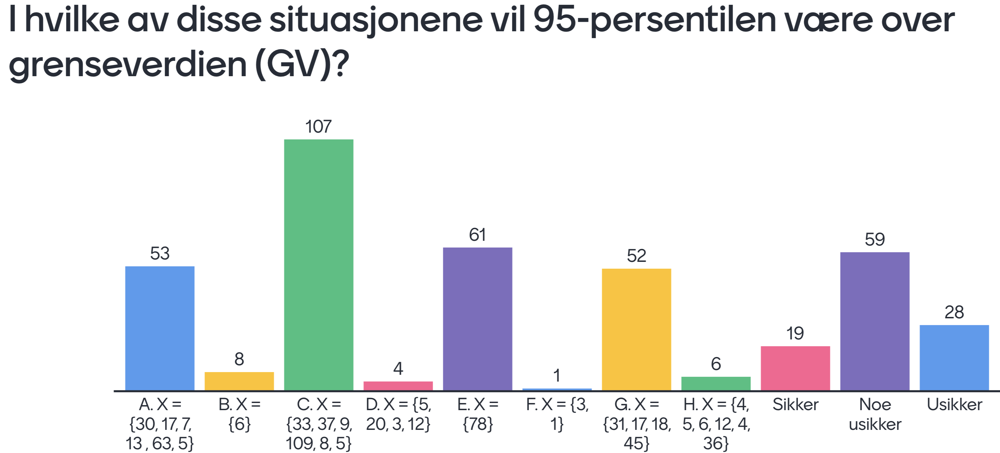 I hvilke av disse situasjonene vil 95-persentilen være over
grenseverdien (GV)?
107
61
59
53
52
28
19
8
6
4
1
A. X =
{30, 17, 7,
13 , 63, 5}
B. X =
{6}
C. X =
{33, 37, 9,
109, 8, 5}
D. X = {5,
20, 3, 12}
E. X =
{78}
F. X = {3,
1}
G. X =
{31, 17, 18,
45}
H. X = {4,
5, 6, 12, 4,
36}
Sikker
Noe
usikker
Usikker